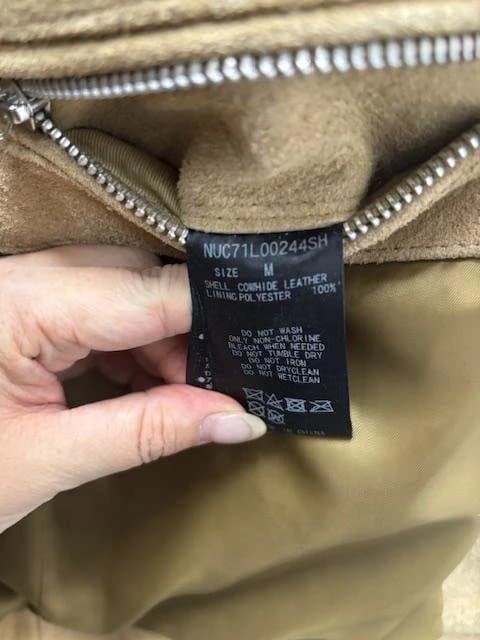 NUC71L00244SH
SIZE M
SHELL COWHIDE LEATHER
LINING POLYESTER 100%
DO NOT WASH
ONLY NON-CHLORINE
BLEACH WHEN NEEDED
DO NOT TUMBLE DRY
DO NOT IRON
DO NOT DRYCLEAN
DO NOT WETCLEAN